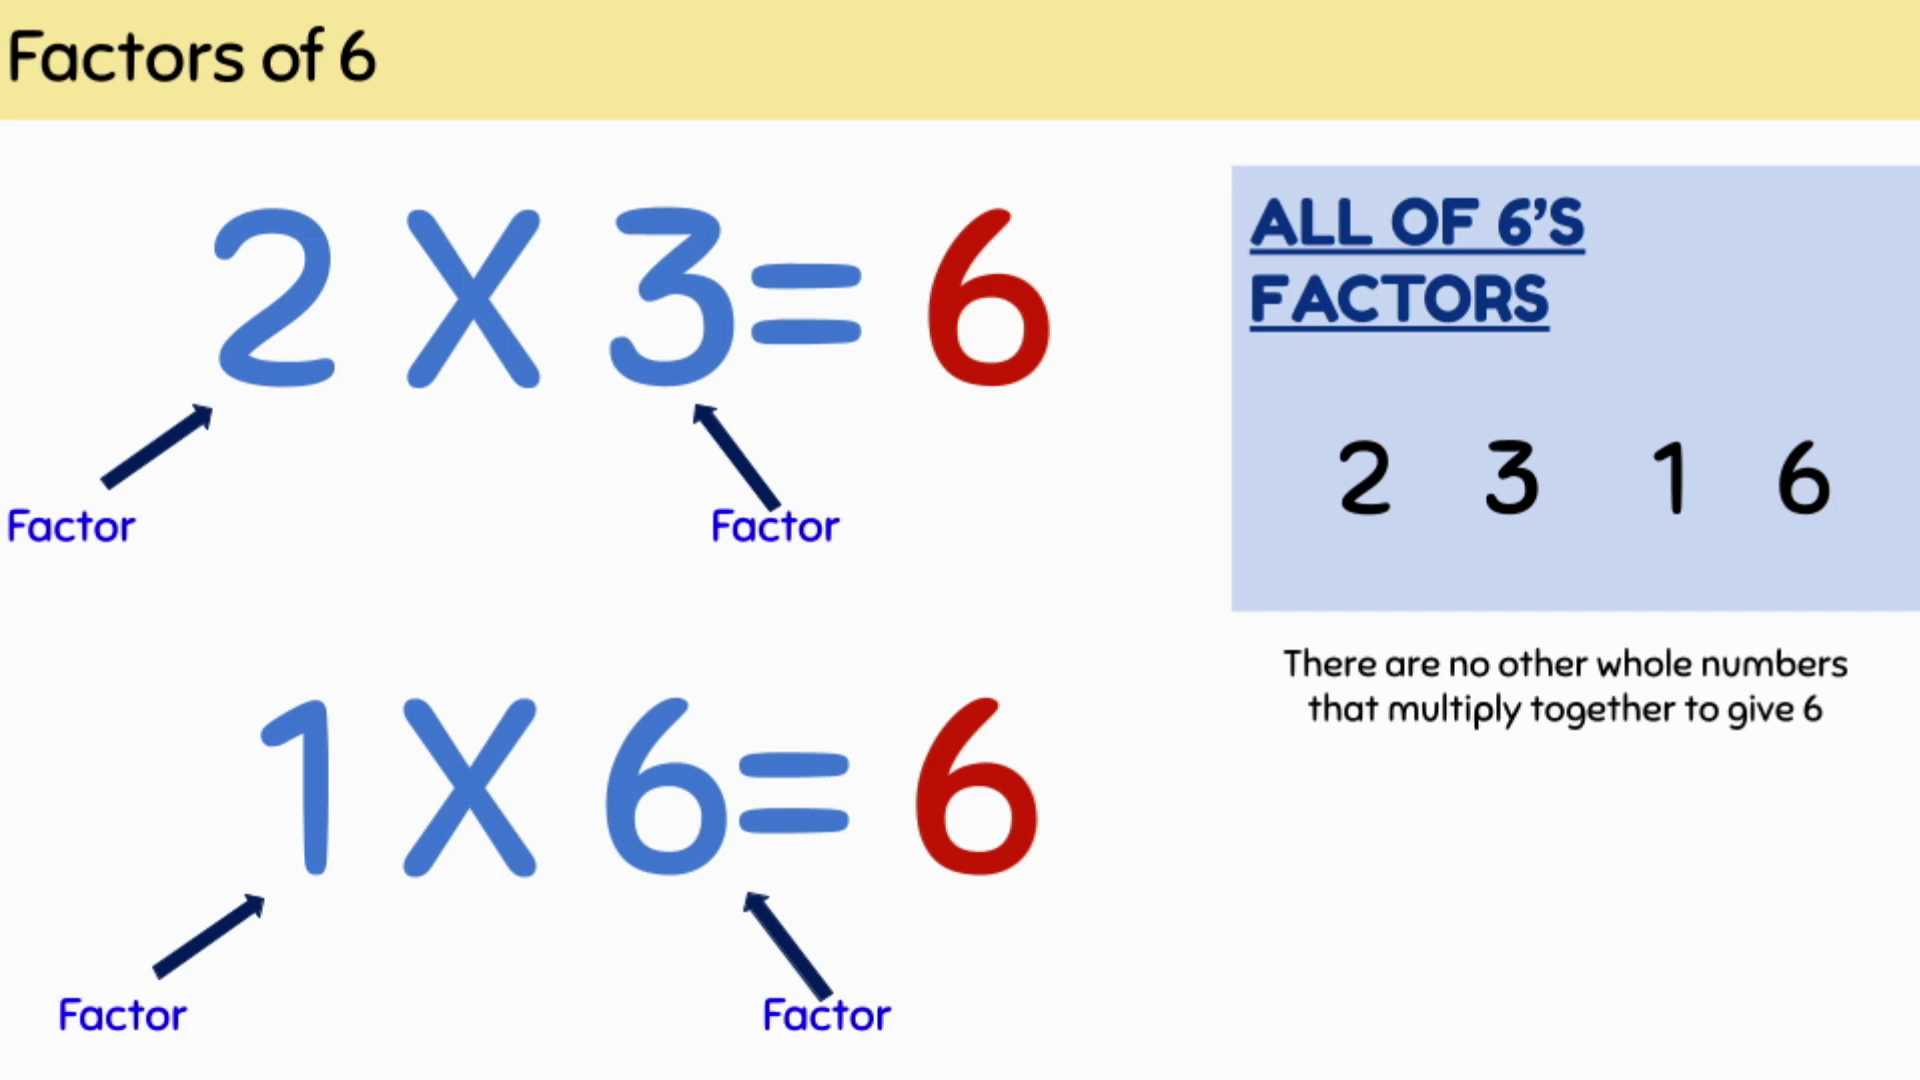 Factors of 6
2 X 3= 6
Factor
Factor
1 X 6= 6
Factor
Factor
ALL OF 6’S
FACTORS
2 3 1 6
There are no other whole numbers
that multiply together to give 6